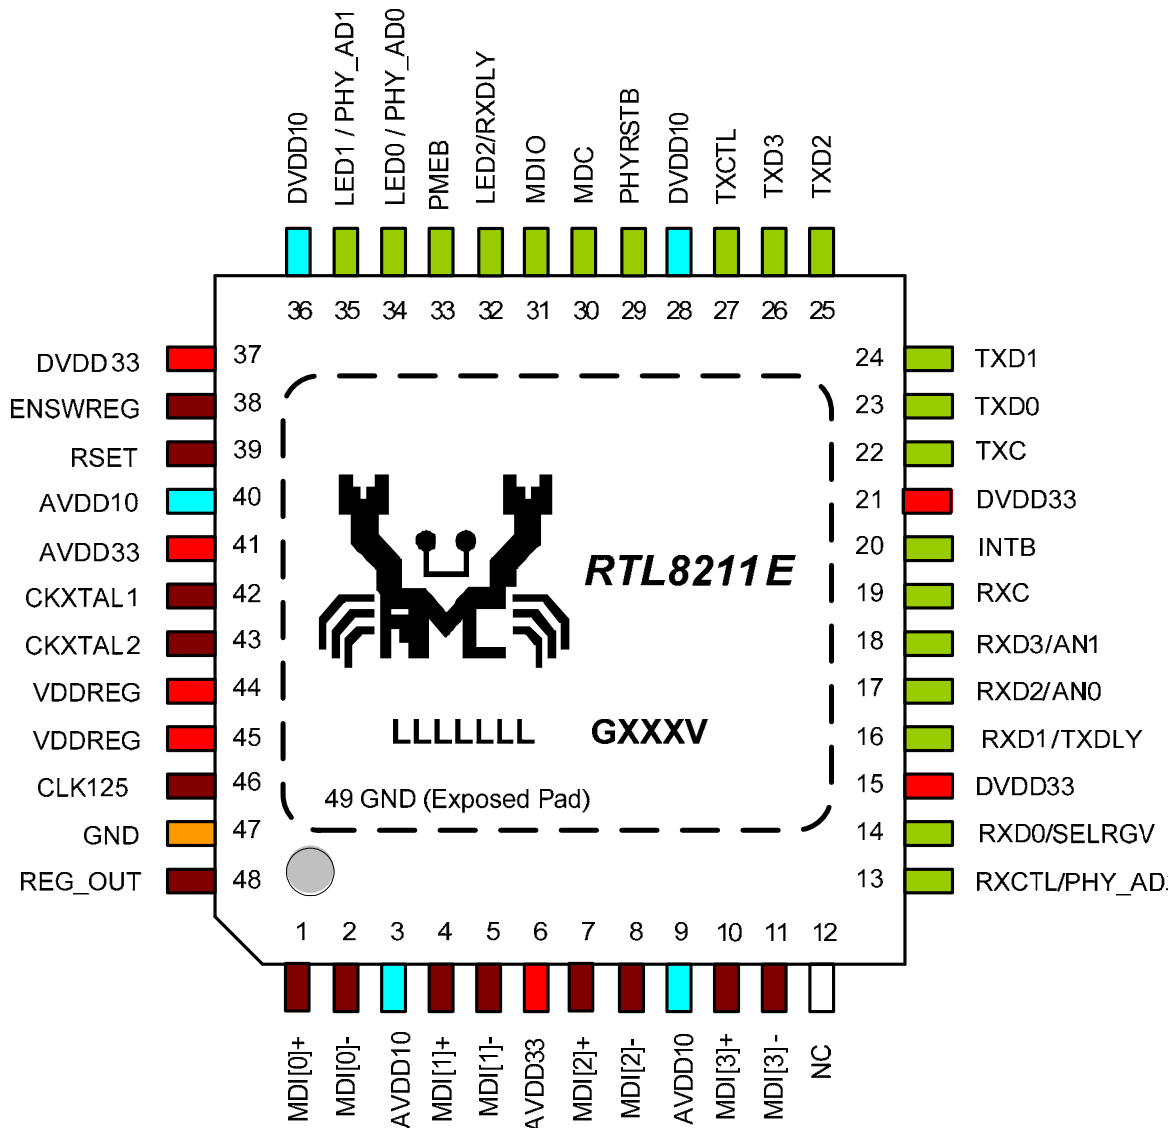 DVDD10
LED1 / PHY_AD1
LED0 / PHY_AD0
PMEB
LED2/RXDLY
MDIO
MDC
PHYRSTB
DVDD10
TXCTL
TXD3
TXD2
36 35 34 33 32 31 30 29 28 27 26 25
DVDD33 37
ENSWREG 38
RSET 39
AVDD10 40
AVDD33 41
CKXTAL1 42
CKXTAL2 43
VDDREG 44
VDDREG 45
CLK125 46
GND 47
REG_OUT 48
RTL8211E
LLLLLLL GXXXV
49 GND (Exposed Pad)
24 TXD1
23 TXD0
22 TXC
21 DVDD33
20 INTB
19 RXC
18 RXD3/AN1
17 RXD2/AN0
16 RXD1/TXDLY
15 DVDD33
14 RXD0/SELRGV
13 RXCTL/PHY_AD
1 2 3 4 5 6 7 8 9 10 11 12
MDI[0]+
MDI[0]-
AVDD10
MDI[1]+
MDI[1]-
AVDD33
MDI[2]+
MDI[2]-
AVDD10
MDI[3]+
MDI[3]-
NC